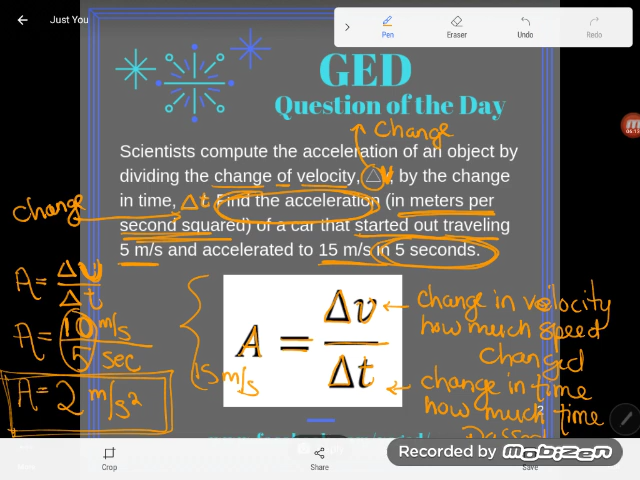 Just You
Pen
Eraser
Undo
Redo
GED
Question of the Day
change
Scientists compute the acceleration of an object by
dividing the change of velocity, △v, by the change
in time, Δt. Find the acceleration (in meters per
second squared) of a car that started out traveling
5 m/s and accelerated to 15 m/s in 5 seconds.
change
A = Δv
Δt
A = 10 m/s
5 sec
A = 2 m/s²
15 m/s
A = Δv
Δt
change in velocity
how much speed
changed
change in time
how much time
Crop
Share
Save
Recorded by
mobizen
06:13